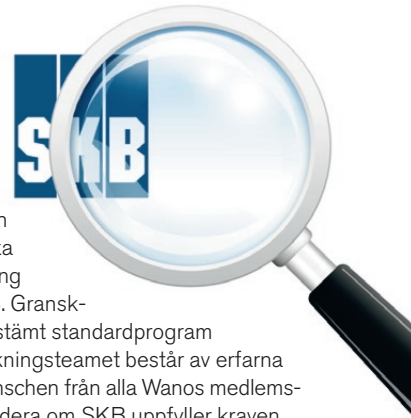 SKB
ka
ng
. Gransk-
stämt standardprogram
kningsteamet består av erfarna
nschen från alla Wanos medlems-
dera om SKB uppfyller kraven